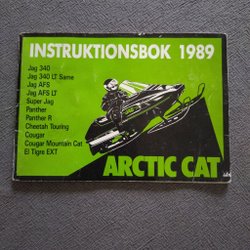 INSTRUKTIONSBOK 1989
Jag 340
Jag 340 LT Same
Jag AFS
Jag AFS LT
Super Jag
Panther
Panther R
Cheetah Touring
Cougar
Cougar Mountain Cat
El Tigre EXT
ARCTIC CAT